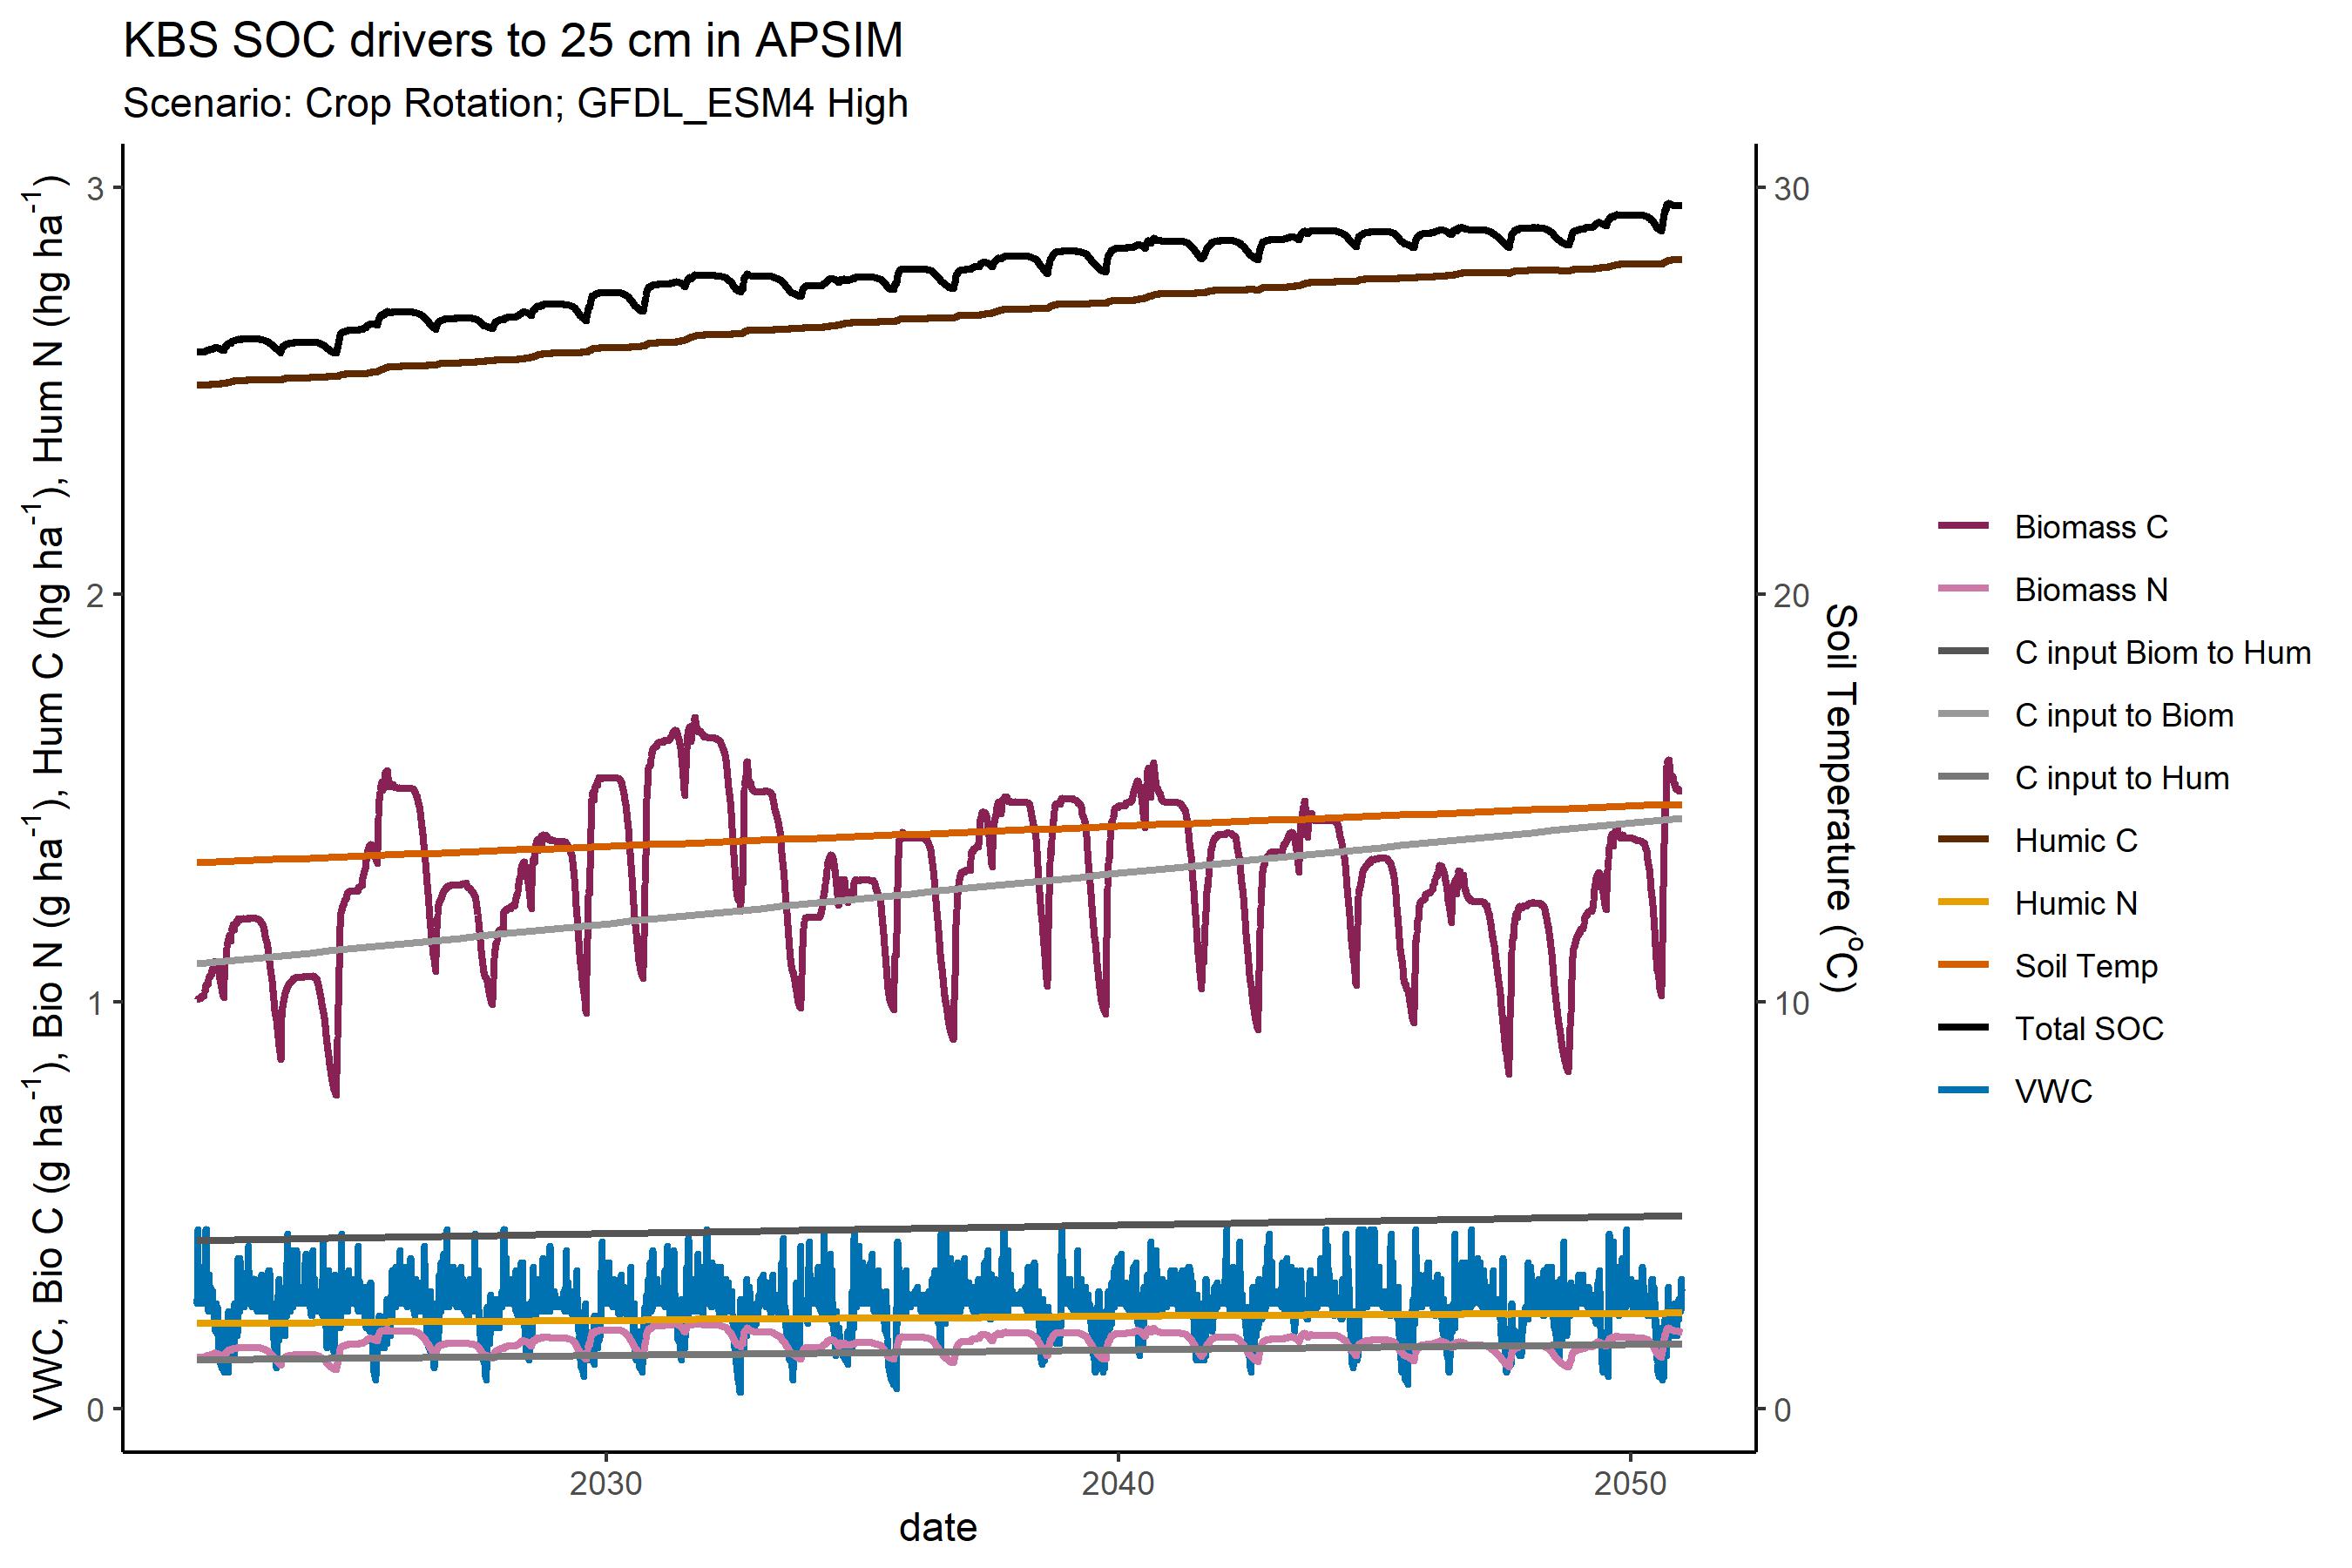 KBS SOC drivers to 25 cm in APSIM
Scenario: Crop Rotation; GFDL_ESM4 High
VWC, Bio C (g ha⁻¹), Bio N (g ha⁻¹), Hum C (hg ha⁻¹), Hum N (hg ha⁻¹)
3
2
1
0
30
20
10
0
Soil Temperature (°C)
2030
2040
2050
date
Biomass C
Biomass N
C input Biom to Hum
C input to Biom
C input to Hum
Humic C
Humic N
Soil Temp
Total SOC
VWC